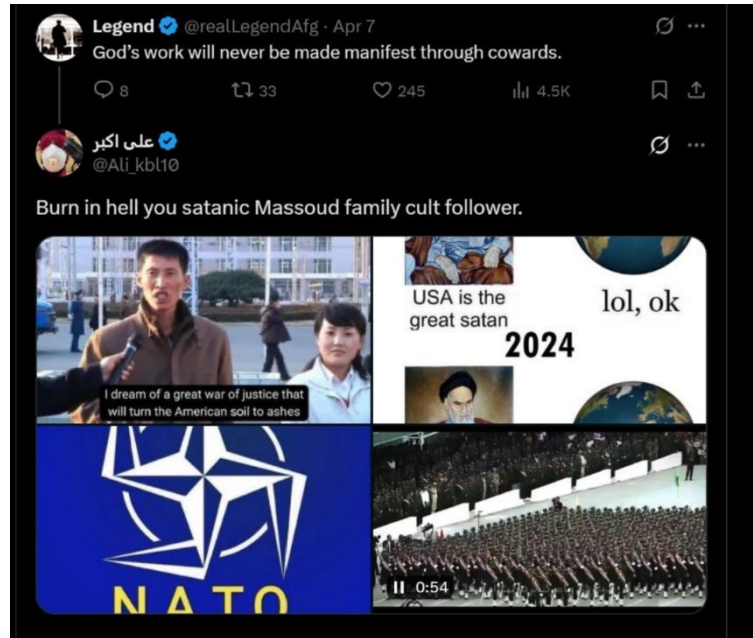 Legend @realLegendAfg · Apr 7
God's work will never be made manifest through cowards.
8 33 245 4.5K
علی اکبر
@Ali_kbl10
Burn in hell you satanic Massoud family cult follower.
I dream of a great war of justice that
will turn the American soil to ashes
USA is the
great satan
lol, ok
2024
NATO
0:54